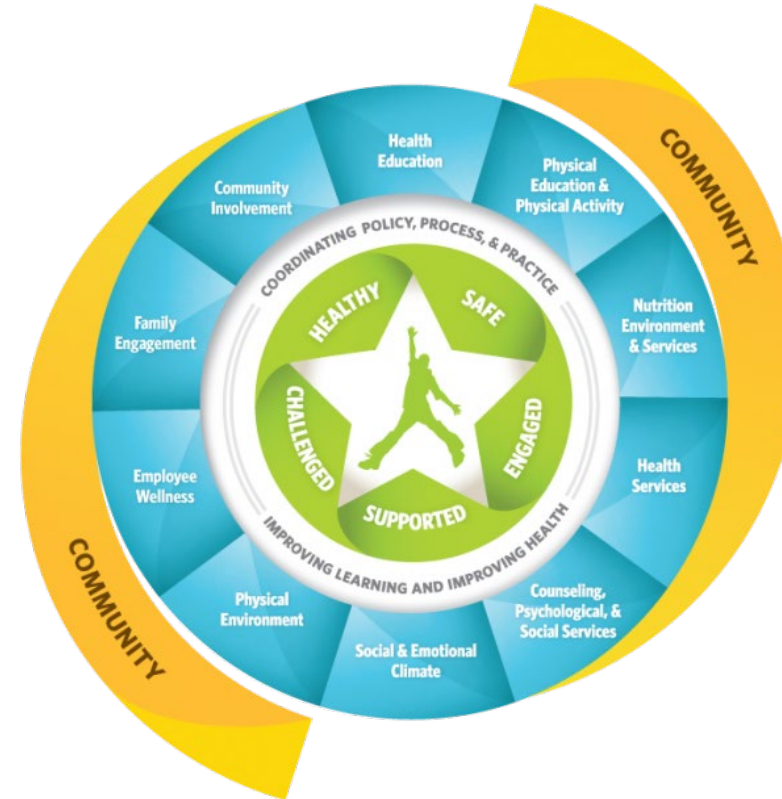 COMMUNITY
Health
Education
Physical
Education &
Physical Activity
Nutrition
Environment
& Services
Health
Services
Counseling,
Psychological, &
Social Services
Social & Emotional
Climate
Physical
Environment
Employee
Wellness
Family
Engagement
Community
Involvement
COORDINATING POLICY, PROCESS, & PRACTICE
IMPROVING LEARNING AND IMPROVING HEALTH
HEALTHY
SAFE
ENGAGED
SUPPORTED
CHALLENGED
COMMUNITY